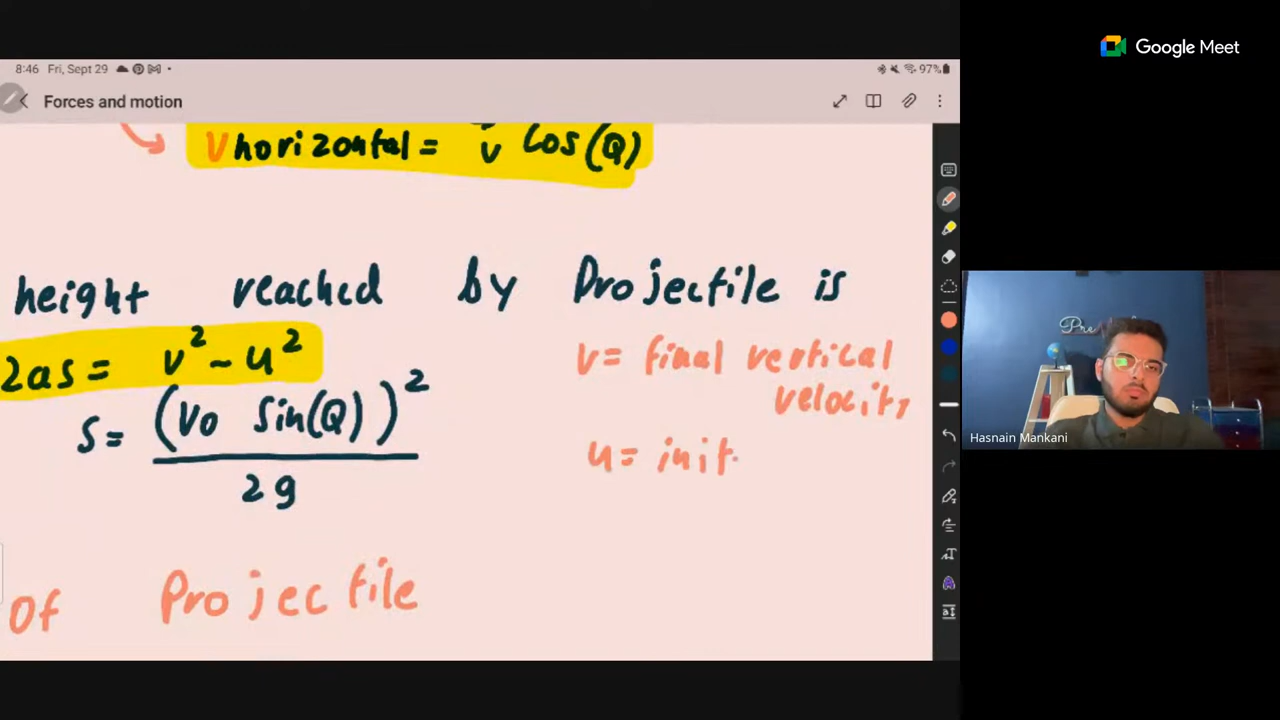 Google Meet
8:46 Fri, Sept 29
97%
Forces and motion
Vhorizontal = v Cos(Q)
height reached by Projectile is
2as = v² - u²
v = final vertical
velocity
S = (Vo Sin(Q))²
2g
u = init
Hasnain Mankani
Of Projectile